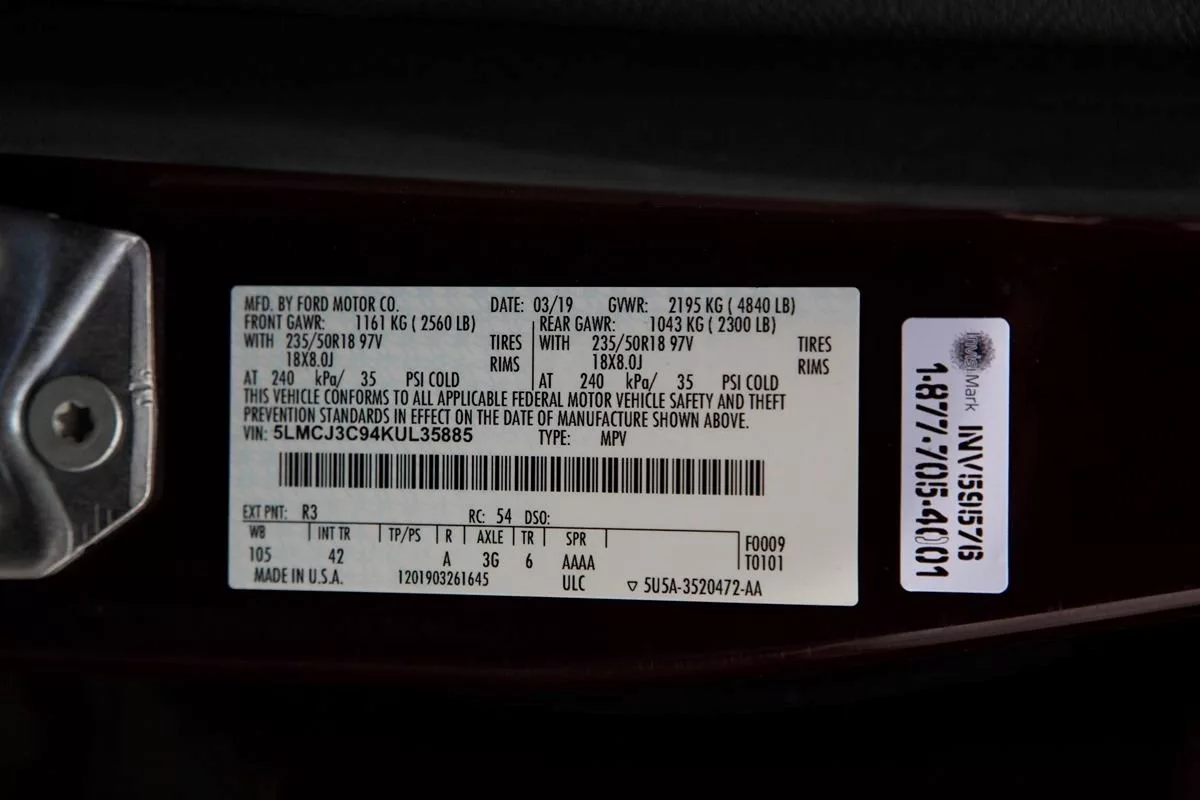 MFD. BY FORD MOTOR CO. DATE: 03/19 GVWR: 2195 KG ( 4840 LB)
FRONT GAWR: 1161 KG ( 2560 LB) REAR GAWR: 1043 KG ( 2300 LB)
WITH 235/50R18 97V TIRES WITH 235/50R18 97V TIRES
18X8.0J RIMS 18X8.0J RIMS
AT 240 kPa/ 35 PSI COLD AT 240 kPa/ 35 PSI COLD
THIS VEHICLE CONFORMS TO ALL APPLICABLE FEDERAL MOTOR VEHICLE SAFETY AND THEFT
PREVENTION STANDARDS IN EFFECT ON THE DATE OF MANUFACTURE SHOWN ABOVE.
VIN: 5LMCJ3C94KUL35885 TYPE: MPV
EXT PNT: R3 RC: 54 DSO:
WB INT TR TP/PS R AXLE TR SPR
105 42 A 3G 6 AAAA
F0009
T0101
MADE IN U.S.A. 1201903261645 ULC ▽ 5U5A-3520472-AA
InvisiMark
INV5957/6
1-877-705-4001